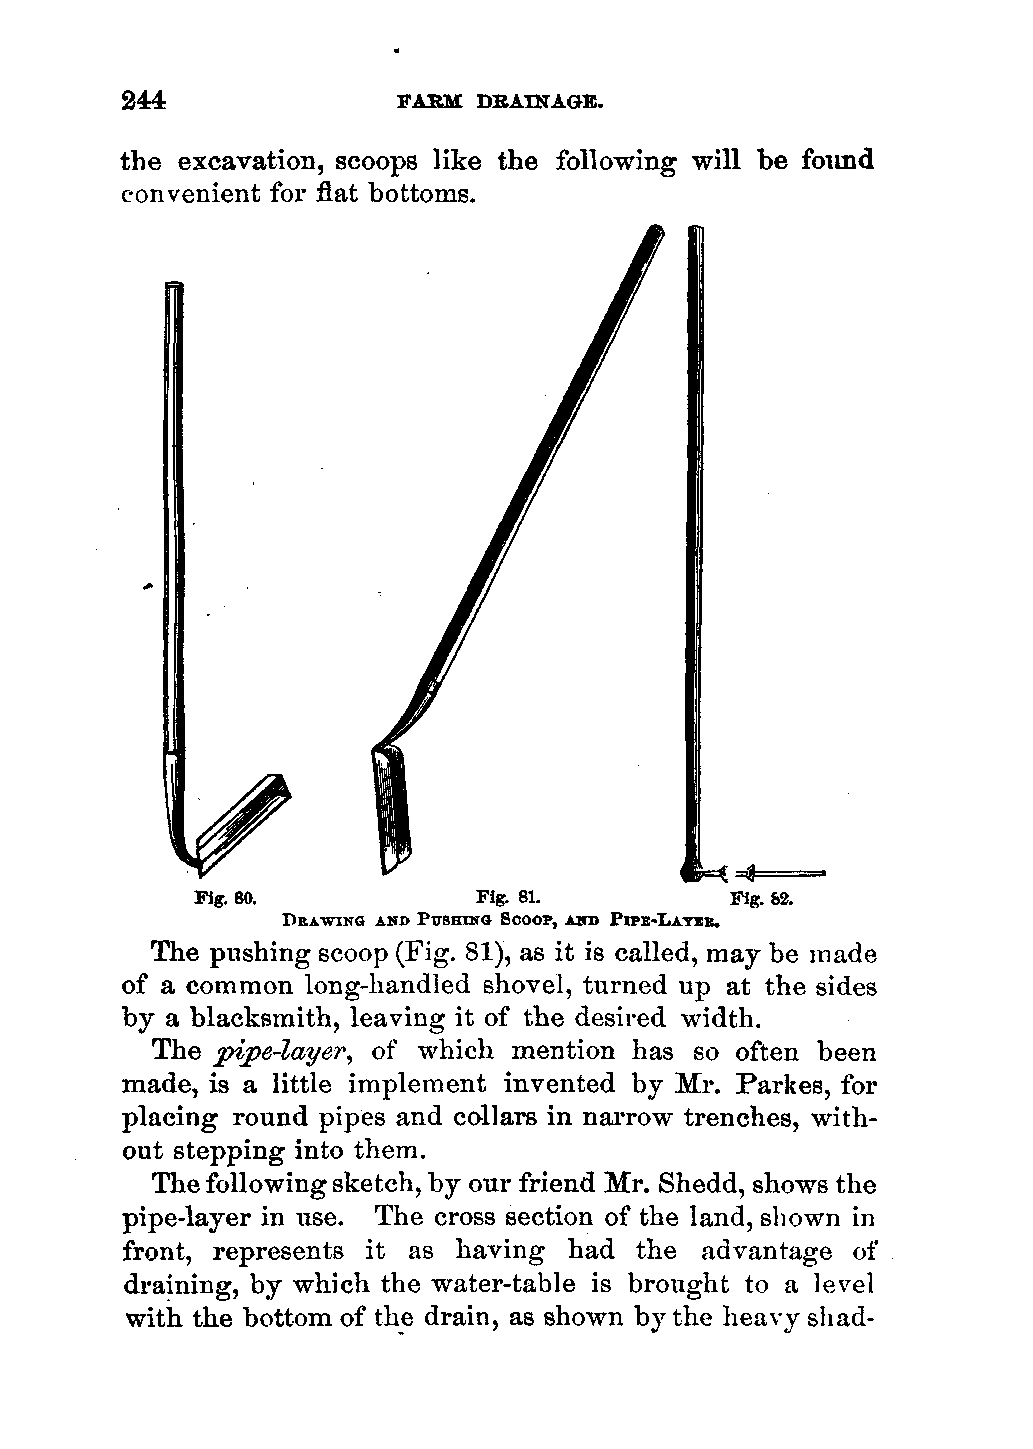 244 FARM DRAINAGE.
the excavation, scoops like the following will be found
convenient for flat bottoms.
Fig. 80. Fig. 81. Fig. 82.
DRAWING AND PUSHING SCOOP, AND PIPE-LAYER.
The pushing scoop (Fig. 81), as it is called, may be made
of a common long-handled shovel, turned up at the sides
by a blacksmith, leaving it of the desired width.
The pipe-layer, of which mention has so often been
made, is a little implement invented by Mr. Parkes, for
placing round pipes and collars in narrow trenches, with-
out stepping into them.
The following sketch, by our friend Mr. Shedd, shows the
pipe-layer in use. The cross section of the land, shown in
front, represents it as having had the advantage of
draining, by which the water-table is brought to a level
with the bottom of the drain, as shown by the heavy shad-